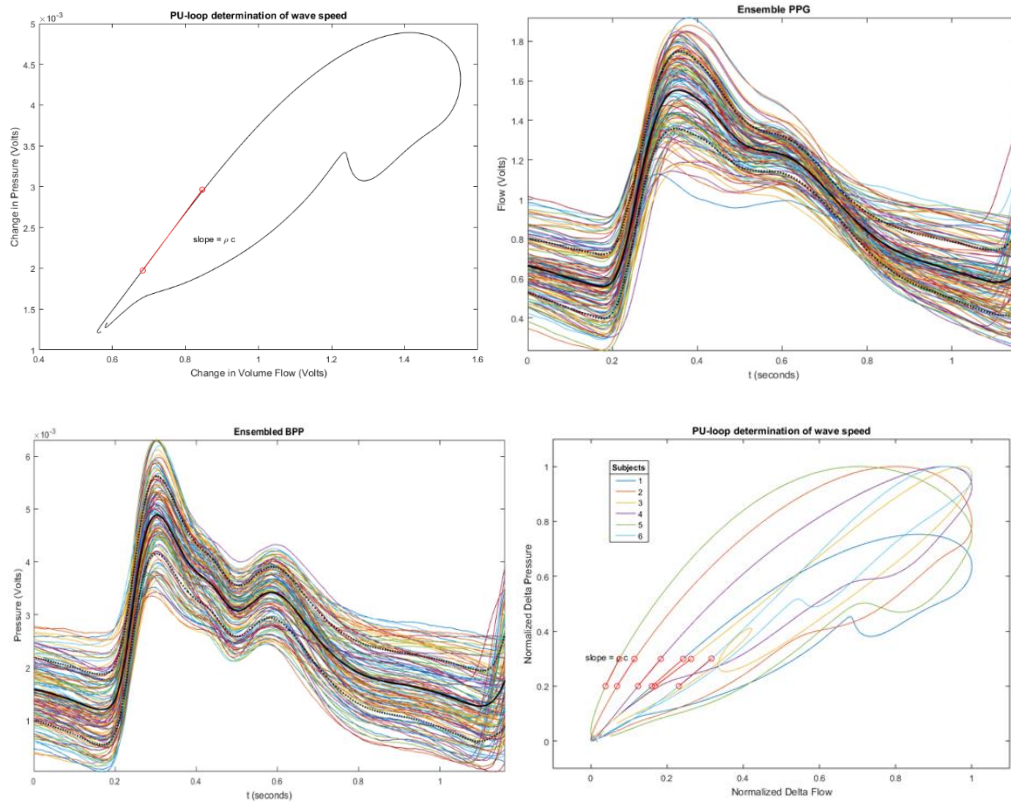 PU-loop determination of wave speed
×10⁻³
5
4.5
4
3.5
3
2.5
2
1.5
1
Change in Pressure (Volts)
slope = ρ c
0.4 0.6 0.8 1 1.2 1.4 1.6
Change in Volume Flow (Volts)
Ensemble PPG
1.8
1.6
1.4
1.2
1
0.8
0.6
0.4
Flow (Volts)
0 0.2 0.4 0.6 0.8 1
t (seconds)
Ensembled BPP
×10⁻³
6
5
4
3
2
1
Pressure (Volts)
0 0.2 0.4 0.6 0.8 1
t (seconds)
PU-loop determination of wave speed
Subjects
1
2
3
4
5
6
1
0.8
0.6
0.4
0.2
0
Normalized Delta Pressure
slope = c
0 0.2 0.4 0.6 0.8 1
Normalized Delta Flow